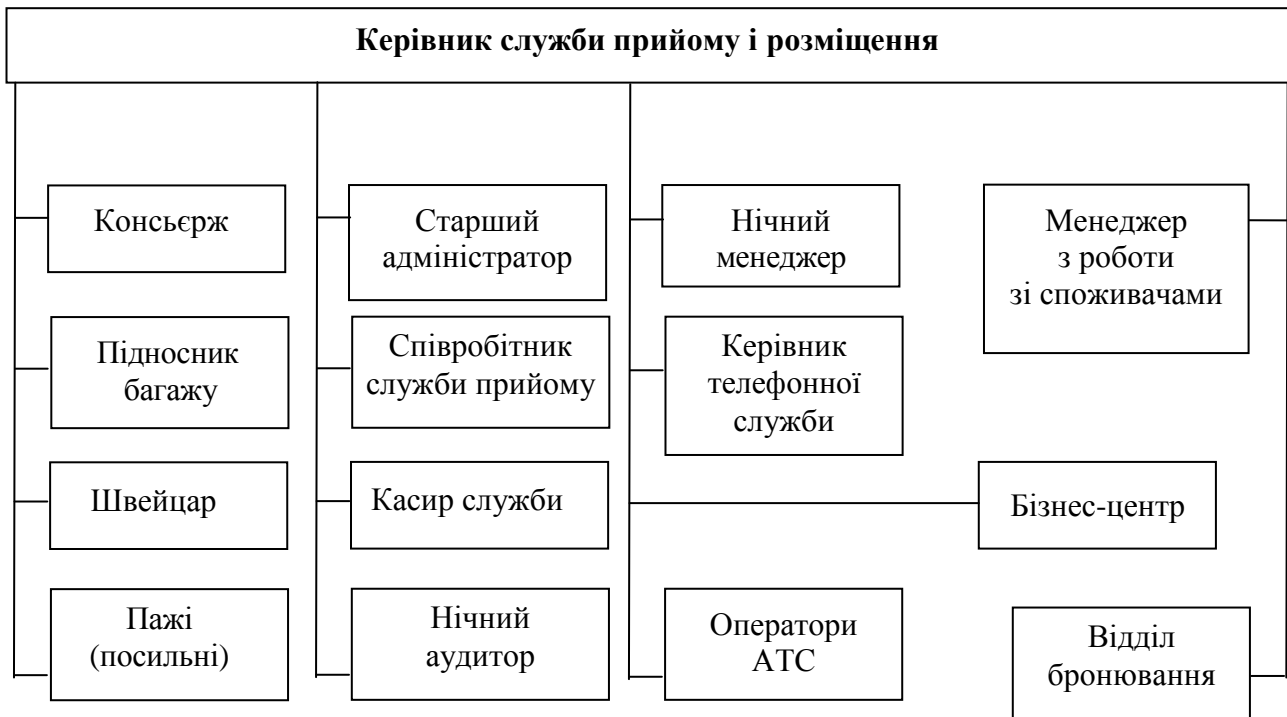 Керівник служби прийому і розміщення
Консьєрж
Старший
адміністратор
Нічний
менеджер
Менеджер
з роботи
зі споживачами
Підносник
багажу
Співробітник
служби прийому
Керівник
телефонної
служби
Швейцар
Касир служби
Бізнес-центр
Пажі
(посильні)
Нічний
аудитор
Оператори
АТС
Відділ
бронювання